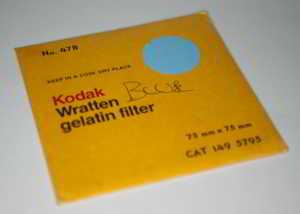 No. 47B
KEEP IN A COOL DRY PLACE
Kodak
Wratten
gelatin filter
75 mm x 75 mm
CAT 149 5795